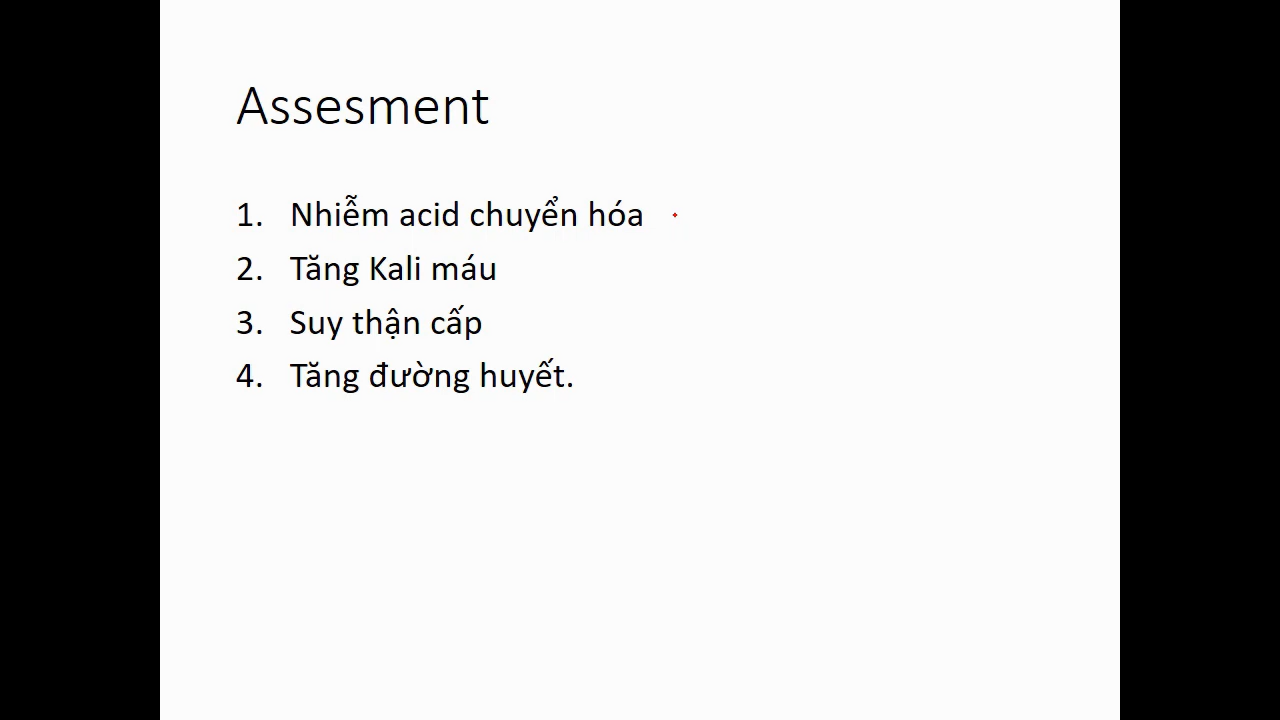 Assesment
1. Nhiễm acid chuyển hóa
2. Tăng Kali máu
3. Suy thận cấp
4. Tăng đường huyết.